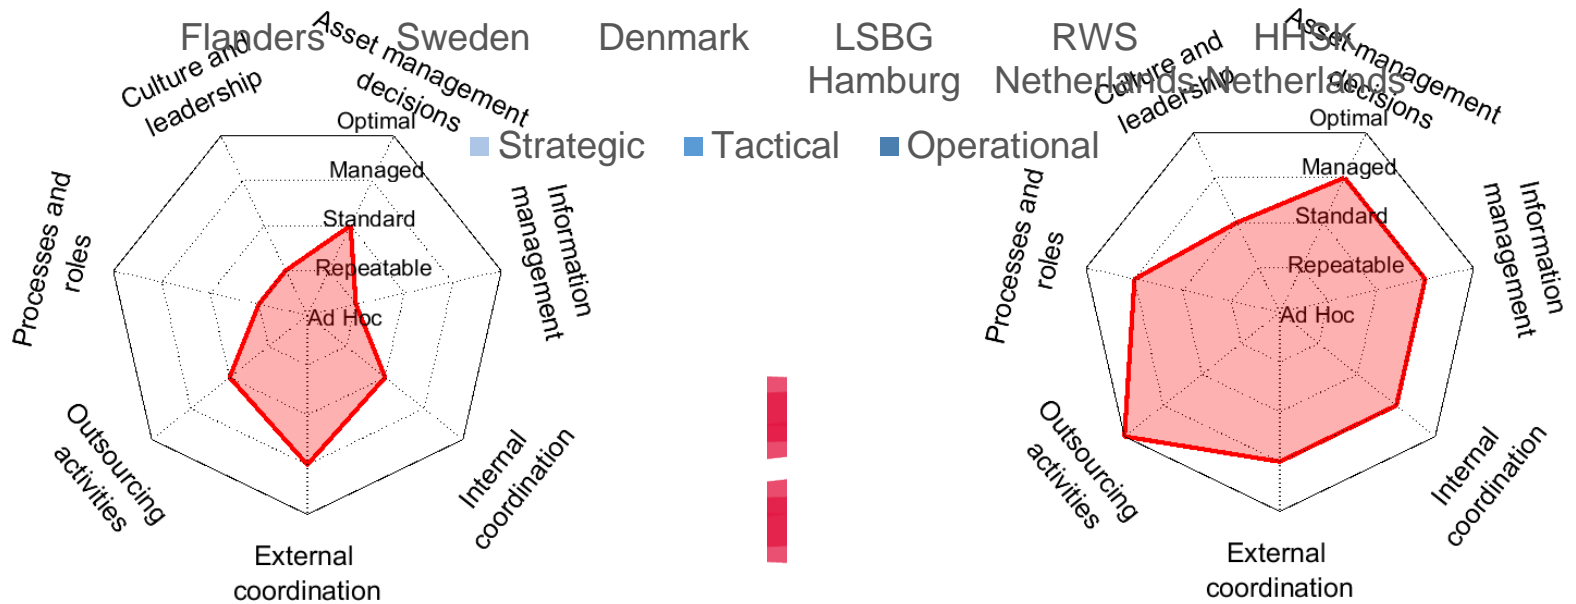 Flanders
Sweden
Denmark
LSBG
Hamburg
RWS
Netherlands
HHSK
Netherlands
Strategic
Tactical
Operational
Culture and
leadership
Asset management
decisions
Optimal
Managed
Standard
Repeatable
Ad Hoc
Processes and
roles
Information
management
Outsourcing
activities
Internal
coordination
External
coordination
Culture and
leadership
Asset management
decisions
Optimal
Managed
Standard
Repeatable
Ad Hoc
Processes and
roles
Information
management
Outsourcing
activities
Internal
coordination
External
coordination